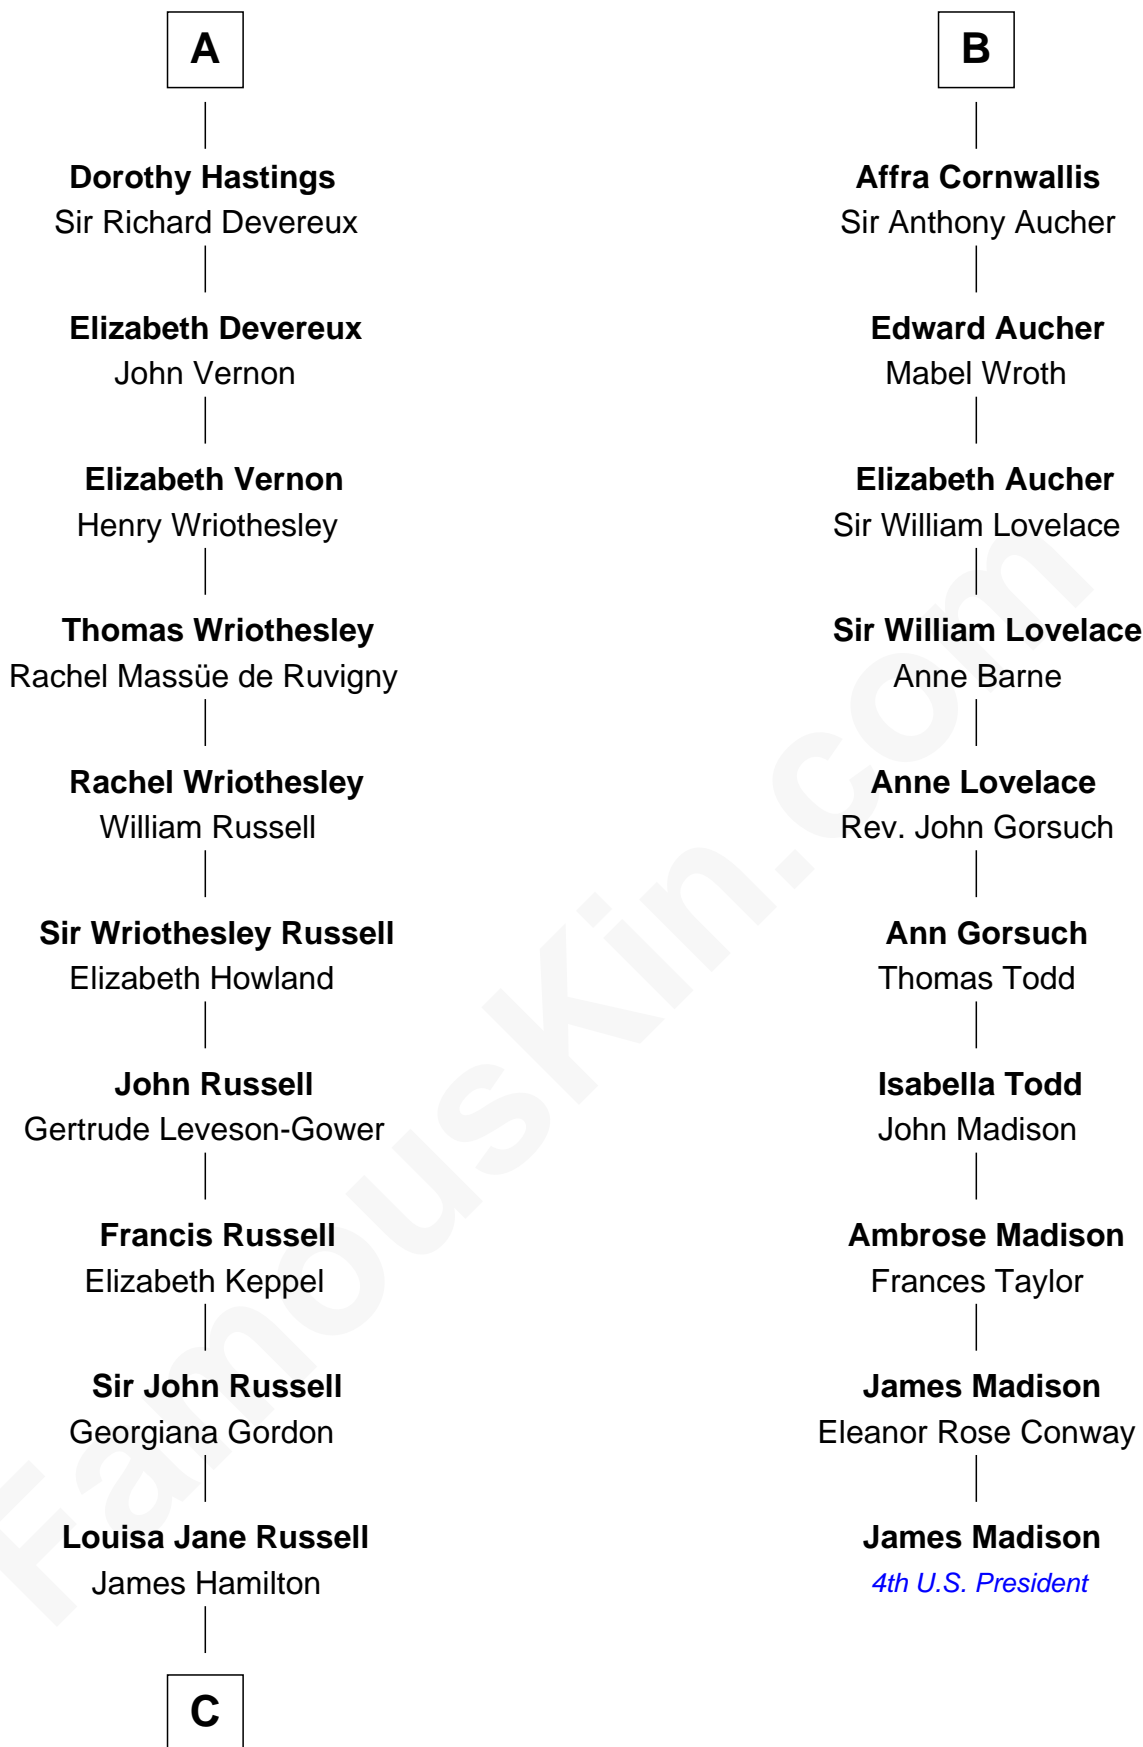 A
Dorothy Hastings
Sir Richard Devereux
Elizabeth Devereux
John Vernon
Elizabeth Vernon
Henry Wriothesley
Thomas Wriothesley
Rachel Massüe de Ruvigny
Rachel Wriothesley
William Russell
Sir Wriothesley Russell
Elizabeth Howland
John Russell
Gertrude Leveson-Gower
Francis Russell
Elizabeth Keppel
Sir John Russell
Georgiana Gordon
Louisa Jane Russell
James Hamilton
C
B
Affra Cornwallis
Sir Anthony Aucher
Edward Aucher
Mabel Wroth
Elizabeth Aucher
Sir William Lovelace
Sir William Lovelace
Anne Barne
Anne Lovelace
Rev. John Gorsuch
Ann Gorsuch
Thomas Todd
Isabella Todd
John Madison
Ambrose Madison
Frances Taylor
James Madison
Eleanor Rose Conway
James Madison
4th U.S. President
FamousKin.com